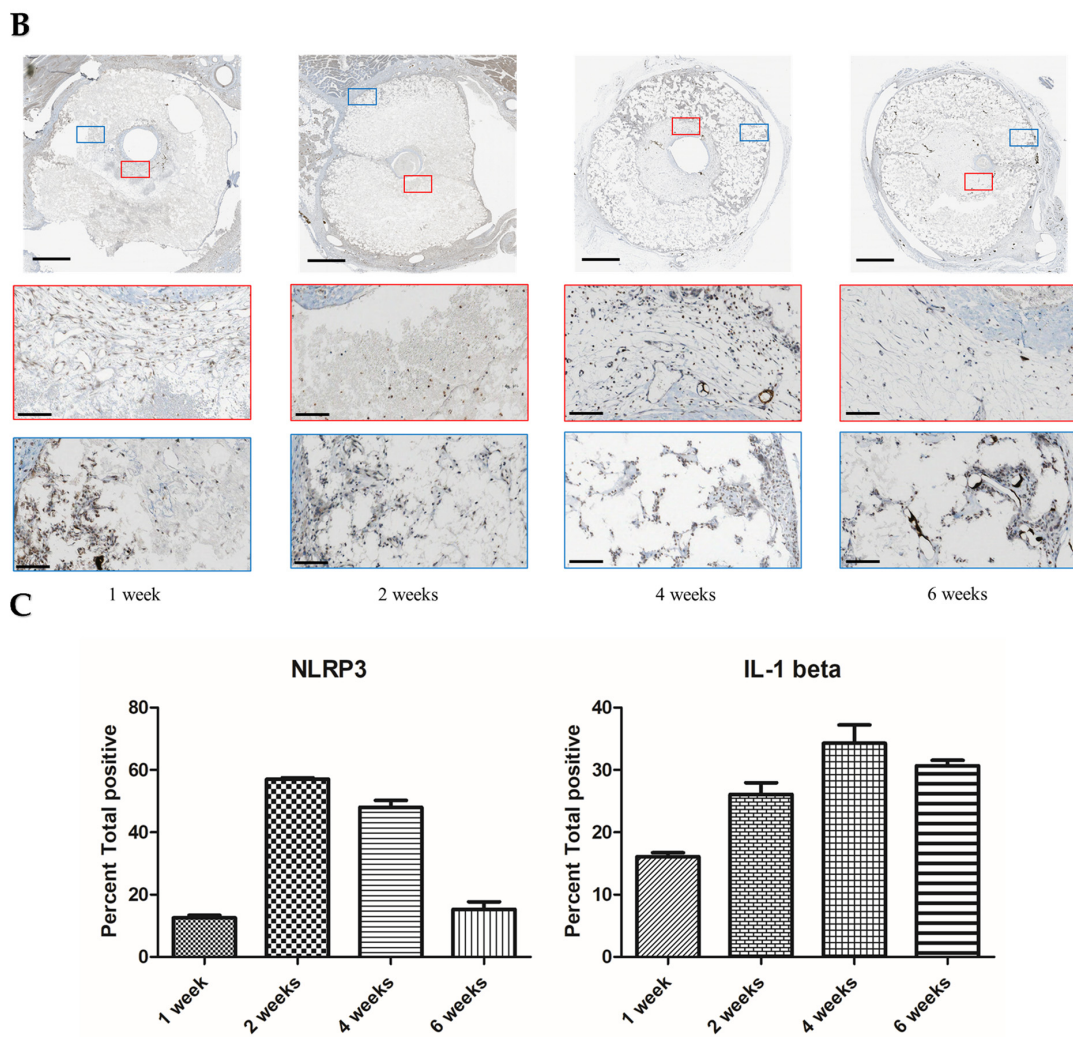 B
1 week 2 weeks 4 weeks 6 weeks
C
NLRP3
Percent Total positive
80
60
40
20
0
1 week
2 weeks
4 weeks
6 weeks
IL-1 beta
Percent Total positive
40
30
20
10
0
1 week
2 weeks
4 weeks
6 weeks